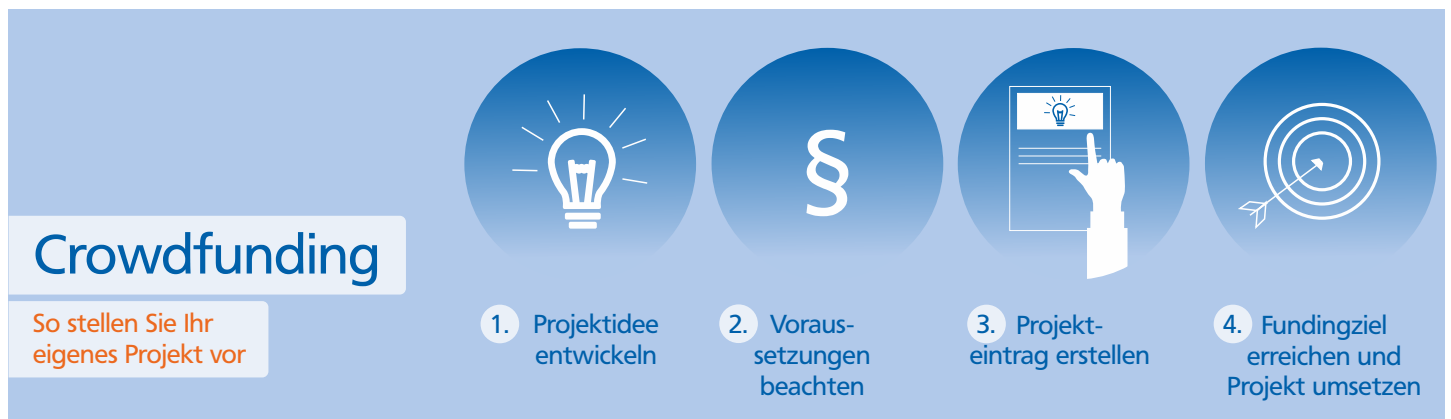 Crowdfunding
So stellen Sie Ihr
eigenes Projekt vor
§
1. Projektidee
entwickeln
2. Voraus-
setzungen
beachten
3. Projekt-
eintrag erstellen
4. Fundingziel
erreichen und
Projekt umsetzen